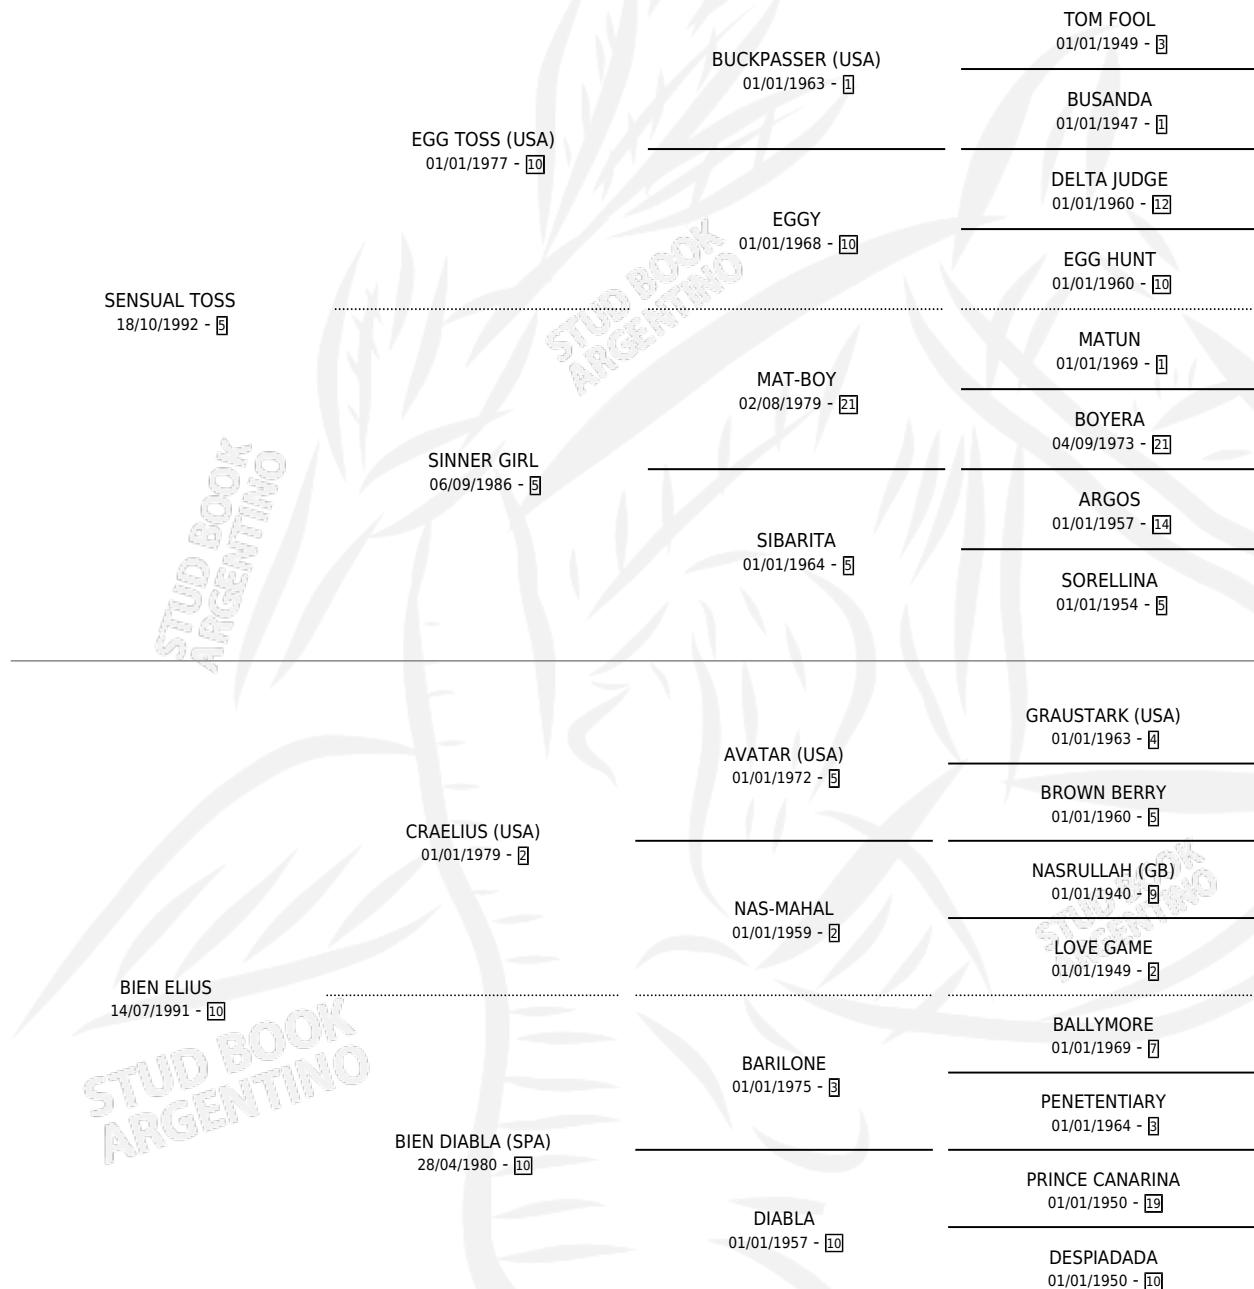 TOM FOOL
01/01/1949 - 3
BUCKPASSER (USA)
01/01/1963 - 1
BUSANDA
01/01/1947 - 1
EGG TOSS (USA)
01/01/1977 - 10
DELTA JUDGE
01/01/1960 - 12
EGGY
01/01/1968 - 10
EGG HUNT
01/01/1960 - 10
SENSUAL TOSS
18/10/1992 - 5
MATUN
01/01/1969 - 1
MAT-BOY
02/08/1979 - 21
BOYERA
04/09/1973 - 21
SINNER GIRL
06/09/1986 - 5
ARGOS
01/01/1957 - 14
SIBARITA
01/01/1964 - 5
SORELLINA
01/01/1954 - 5
GRAUSTARK (USA)
01/01/1963 - 4
AVATAR (USA)
01/01/1972 - 5
BROWN BERRY
01/01/1960 - 5
CRAELIUS (USA)
01/01/1979 - 2
NASRULLAH (GB)
01/01/1940 - 9
NAS-MAHAL
01/01/1959 - 2
LOVE GAME
01/01/1949 - 2
BIEN ELIUS
14/07/1991 - 10
BALLYMORE
01/01/1969 - 7
BARILONE
01/01/1975 - 3
PENETENTIARY
01/01/1964 - 3
BIEN DIABLA (SPA)
28/04/1980 - 10
PRINCE CANARINA
01/01/1950 - 19
DIABLA
01/01/1957 - 10
DESPIADADA
01/01/1950 - 10
STUD BOOK
ARGENTINO
STUD BOOK
ARGENTINO
STUD BOOK
ARGENTINO
STUD BOOK
ARGENTINO